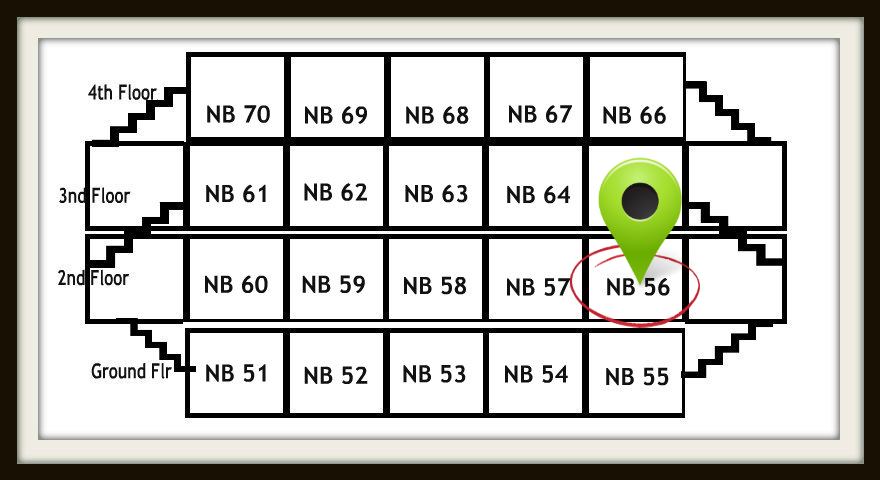 4th Floor
NB 70 NB 69 NB 68 NB 67 NB 66
3nd Floor
NB 61 NB 62 NB 63 NB 64
2nd Floor
NB 60 NB 59 NB 58 NB 57 NB 56
Ground Flr
NB 51 NB 52 NB 53 NB 54 NB 55